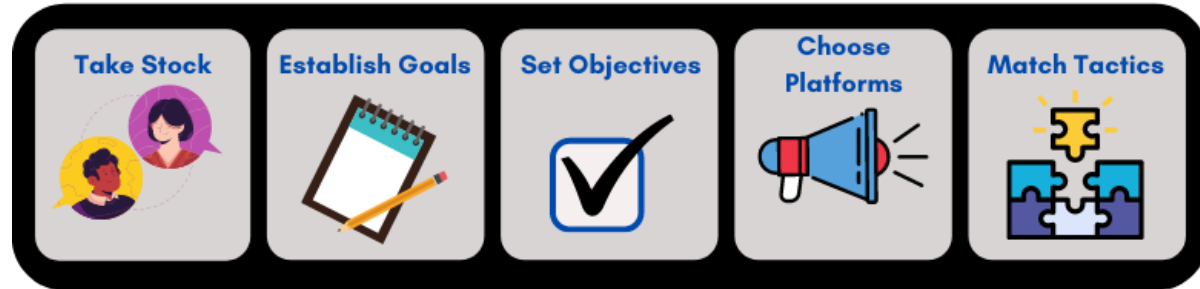 Take Stock
Establish Goals
Set Objectives
Choose
Platforms
Match Tactics